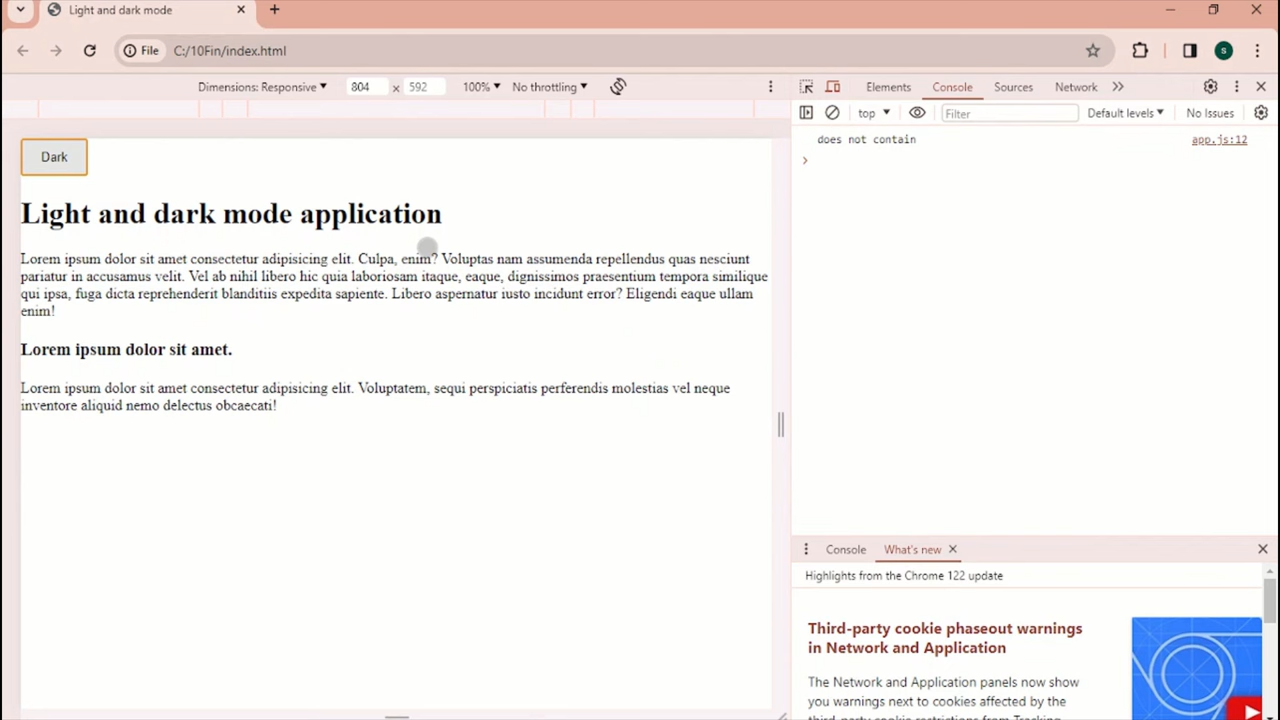 Light and dark mode
File C:/10Fin/index.html
s
Dimensions: Responsive 804 x 592 100% No throttling
Elements Console Sources Network
top Filter Default levels No Issues
does not contain app.js:12
Dark
Light and dark mode application
Lorem ipsum dolor sit amet consectetur adipisicing elit. Culpa, enim? Voluptas nam assumenda repellendus quas nesciunt
pariatur in accusamus velit. Vel ab nihil libero hic quia laboriosam itaque, eaque, dignissimos praesentium tempora similique
qui ipsa, fuga dicta reprehenderit blanditiis expedita sapiente. Libero aspernatur iusto incidunt error? Eligendi eaque ullam
enim!
Lorem ipsum dolor sit amet.
Lorem ipsum dolor sit amet consectetur adipisicing elit. Voluptatem, sequi perspiciatis perferendis molestias vel neque
inventore aliquid nemo delectus obcaecati!
Console What's new
Highlights from the Chrome 122 update
Third-party cookie phaseout warnings
in Network and Application
The Network and Application panels now show
you warnings next to cookies affected by the
third-party cookie restrictions from Tracking